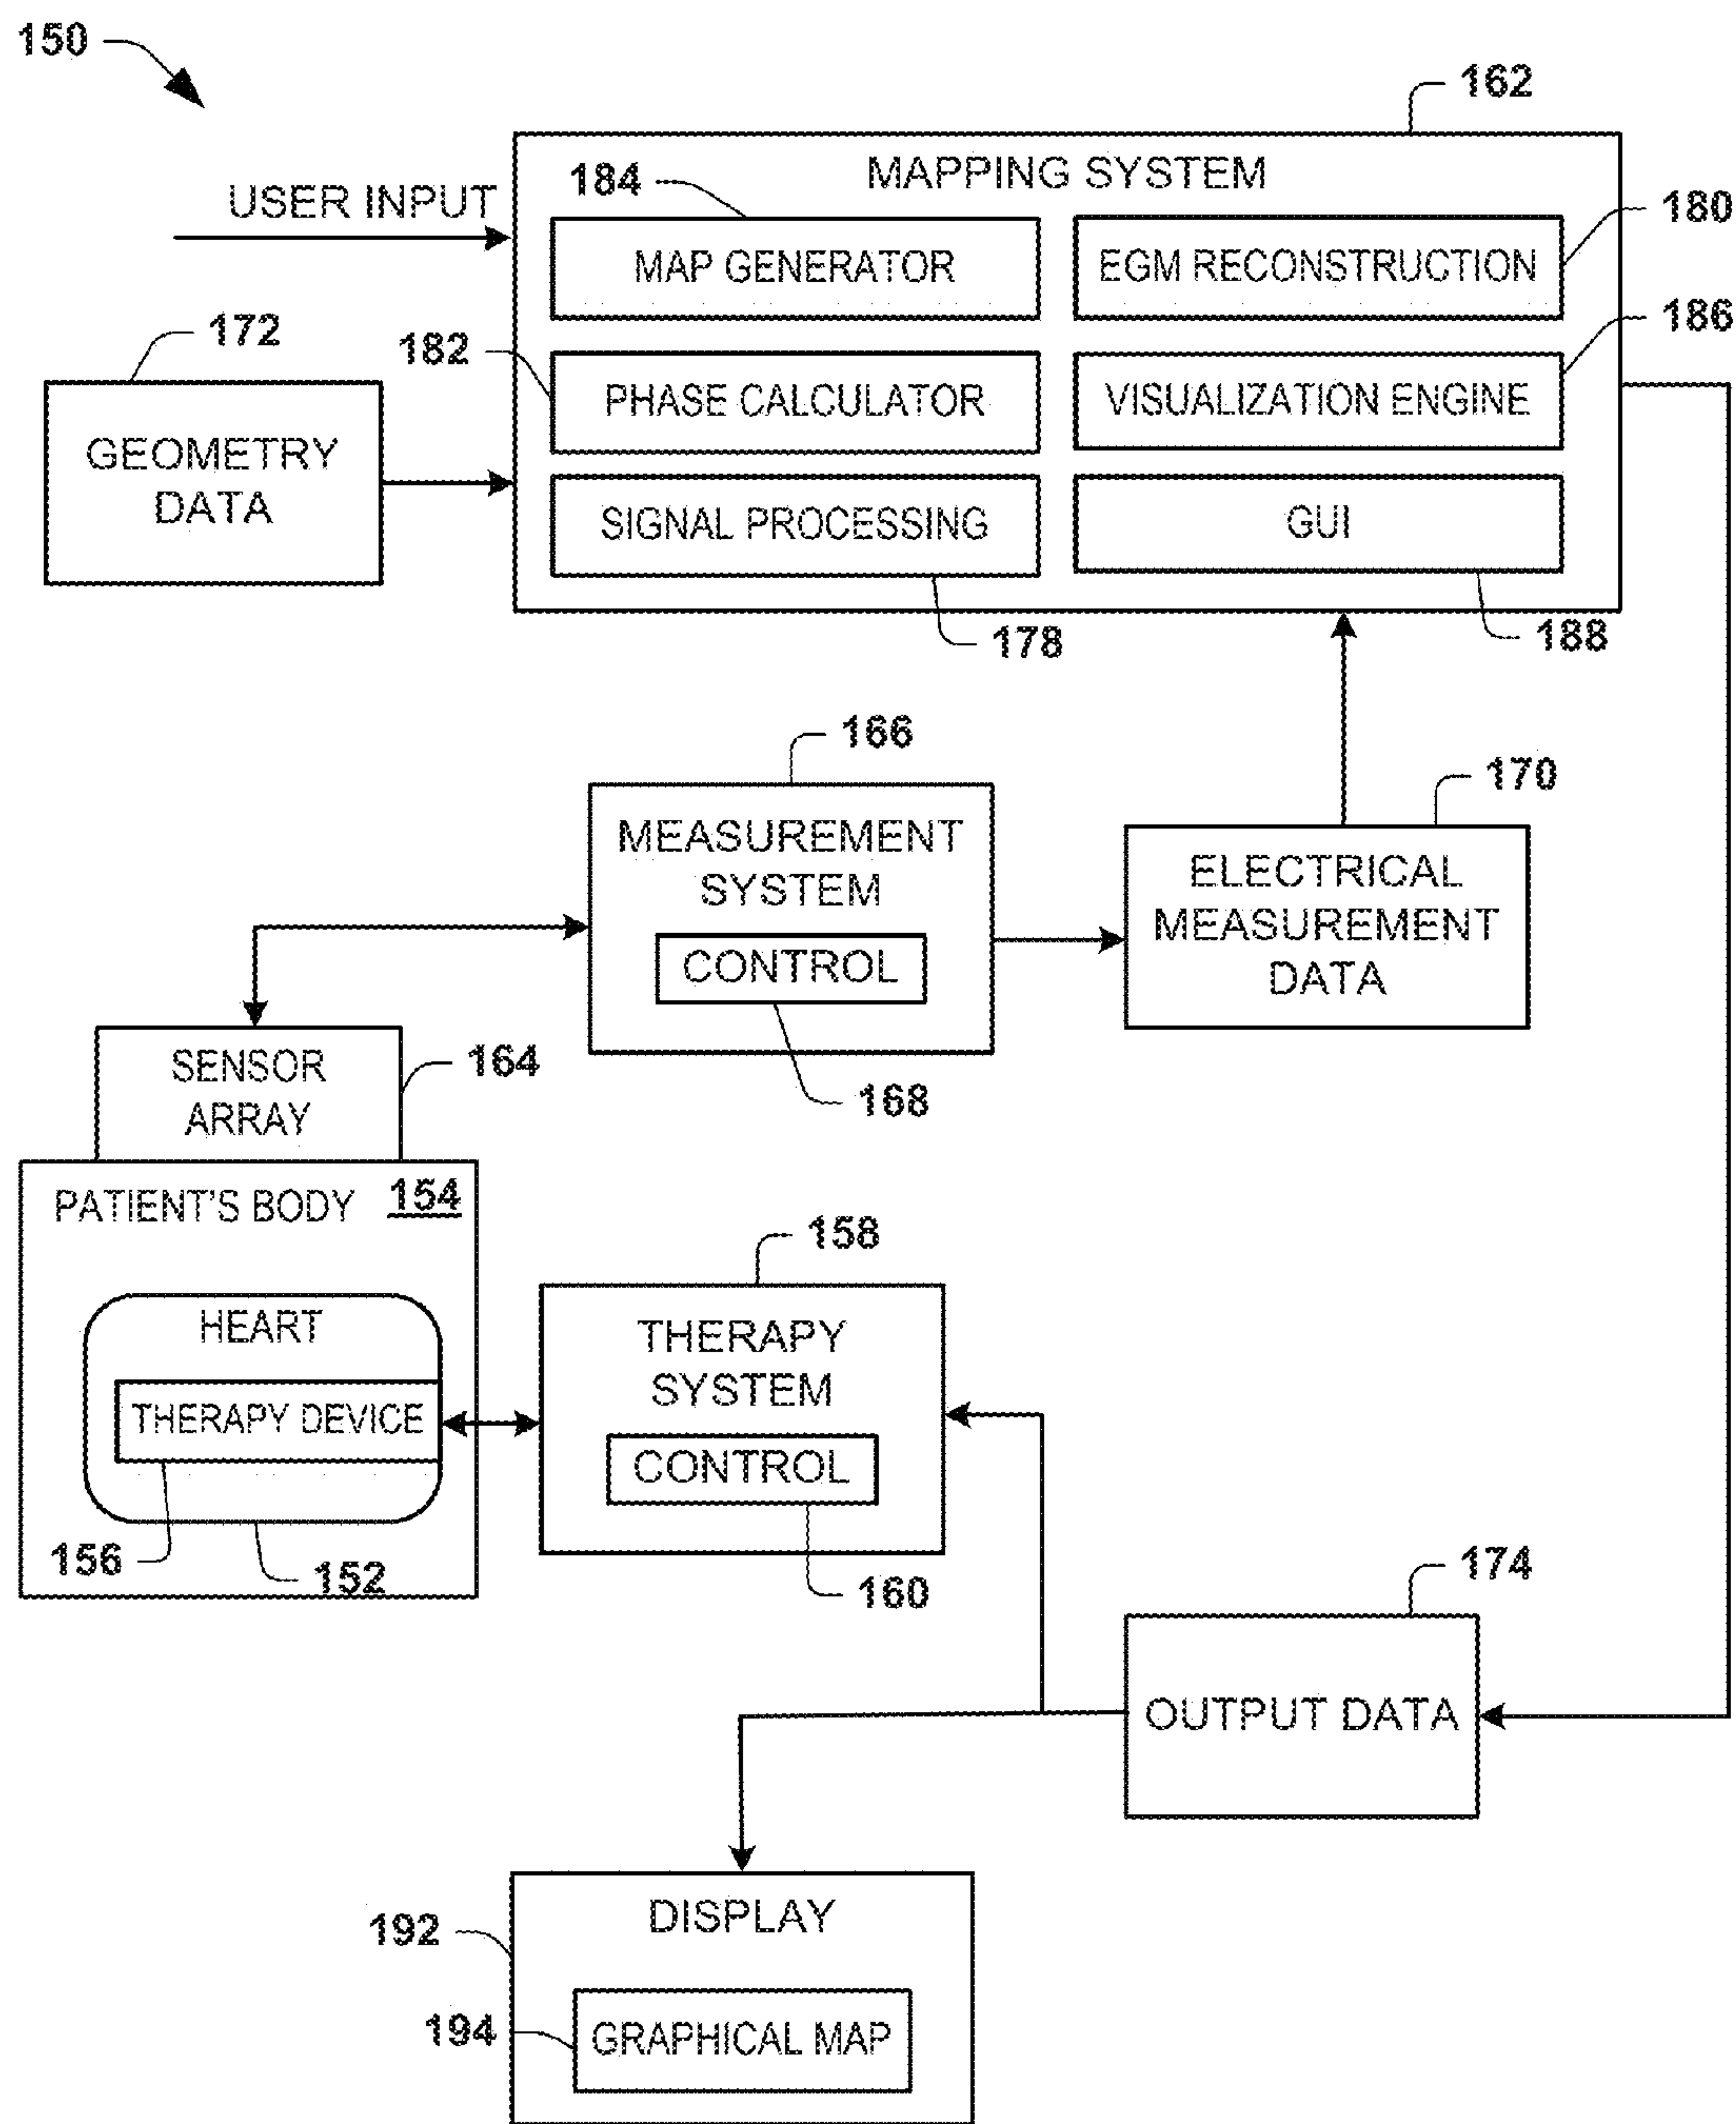 150
162
MAPPING SYSTEM
184
180
USER INPUT
MAP GENERATOR
EGM RECONSTRUCTION
186
172
182
PHASE CALCULATOR
VISUALIZATION ENGINE
GEOMETRY
DATA
SIGNAL PROCESSING
GUI
178
188
166
170
MEASUREMENT
SYSTEM
CONTROL
168
ELECTRICAL
MEASUREMENT
DATA
SENSOR
ARRAY
164
PATIENT'S BODY
154
158
HEART
THERAPY DEVICE
156
152
THERAPY
SYSTEM
CONTROL
160
174
OUTPUT DATA
192
DISPLAY
194
GRAPHICAL MAP